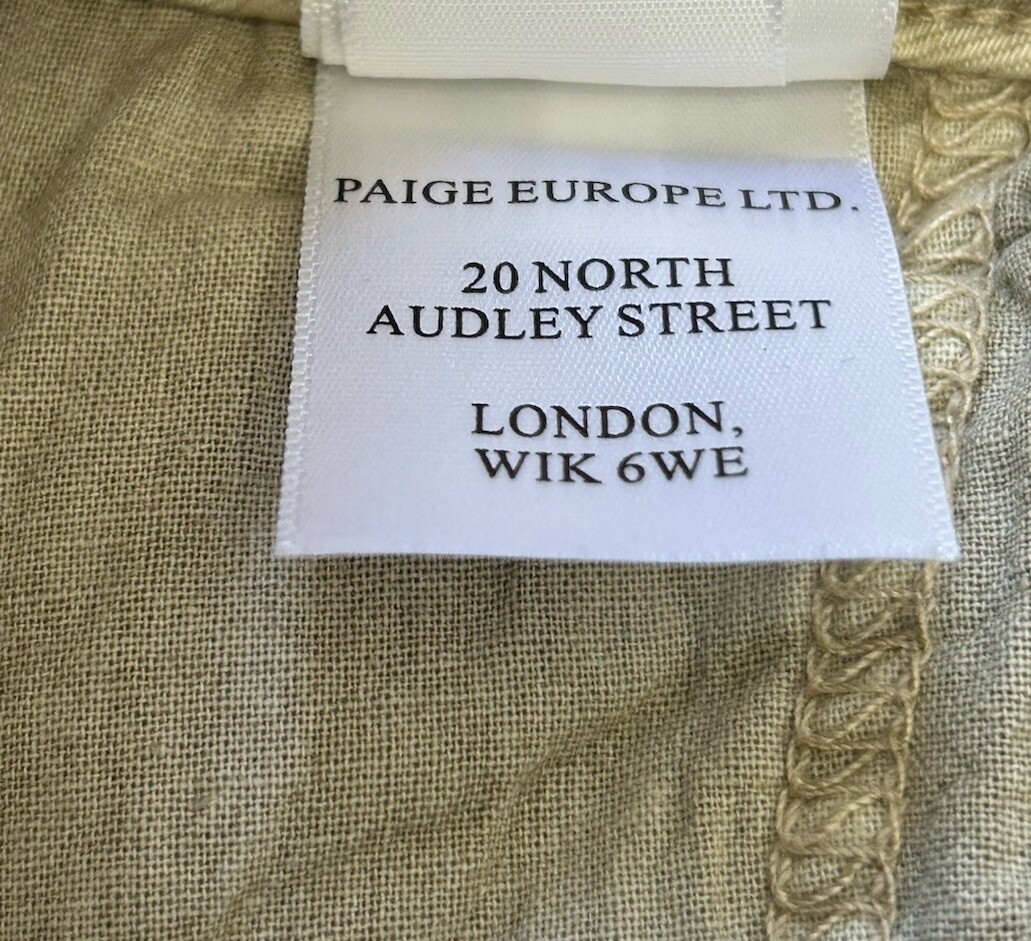 PAIGE EUROPE LTD.
20 NORTH
AUDLEY STREET
LONDON,
WIK 6WE